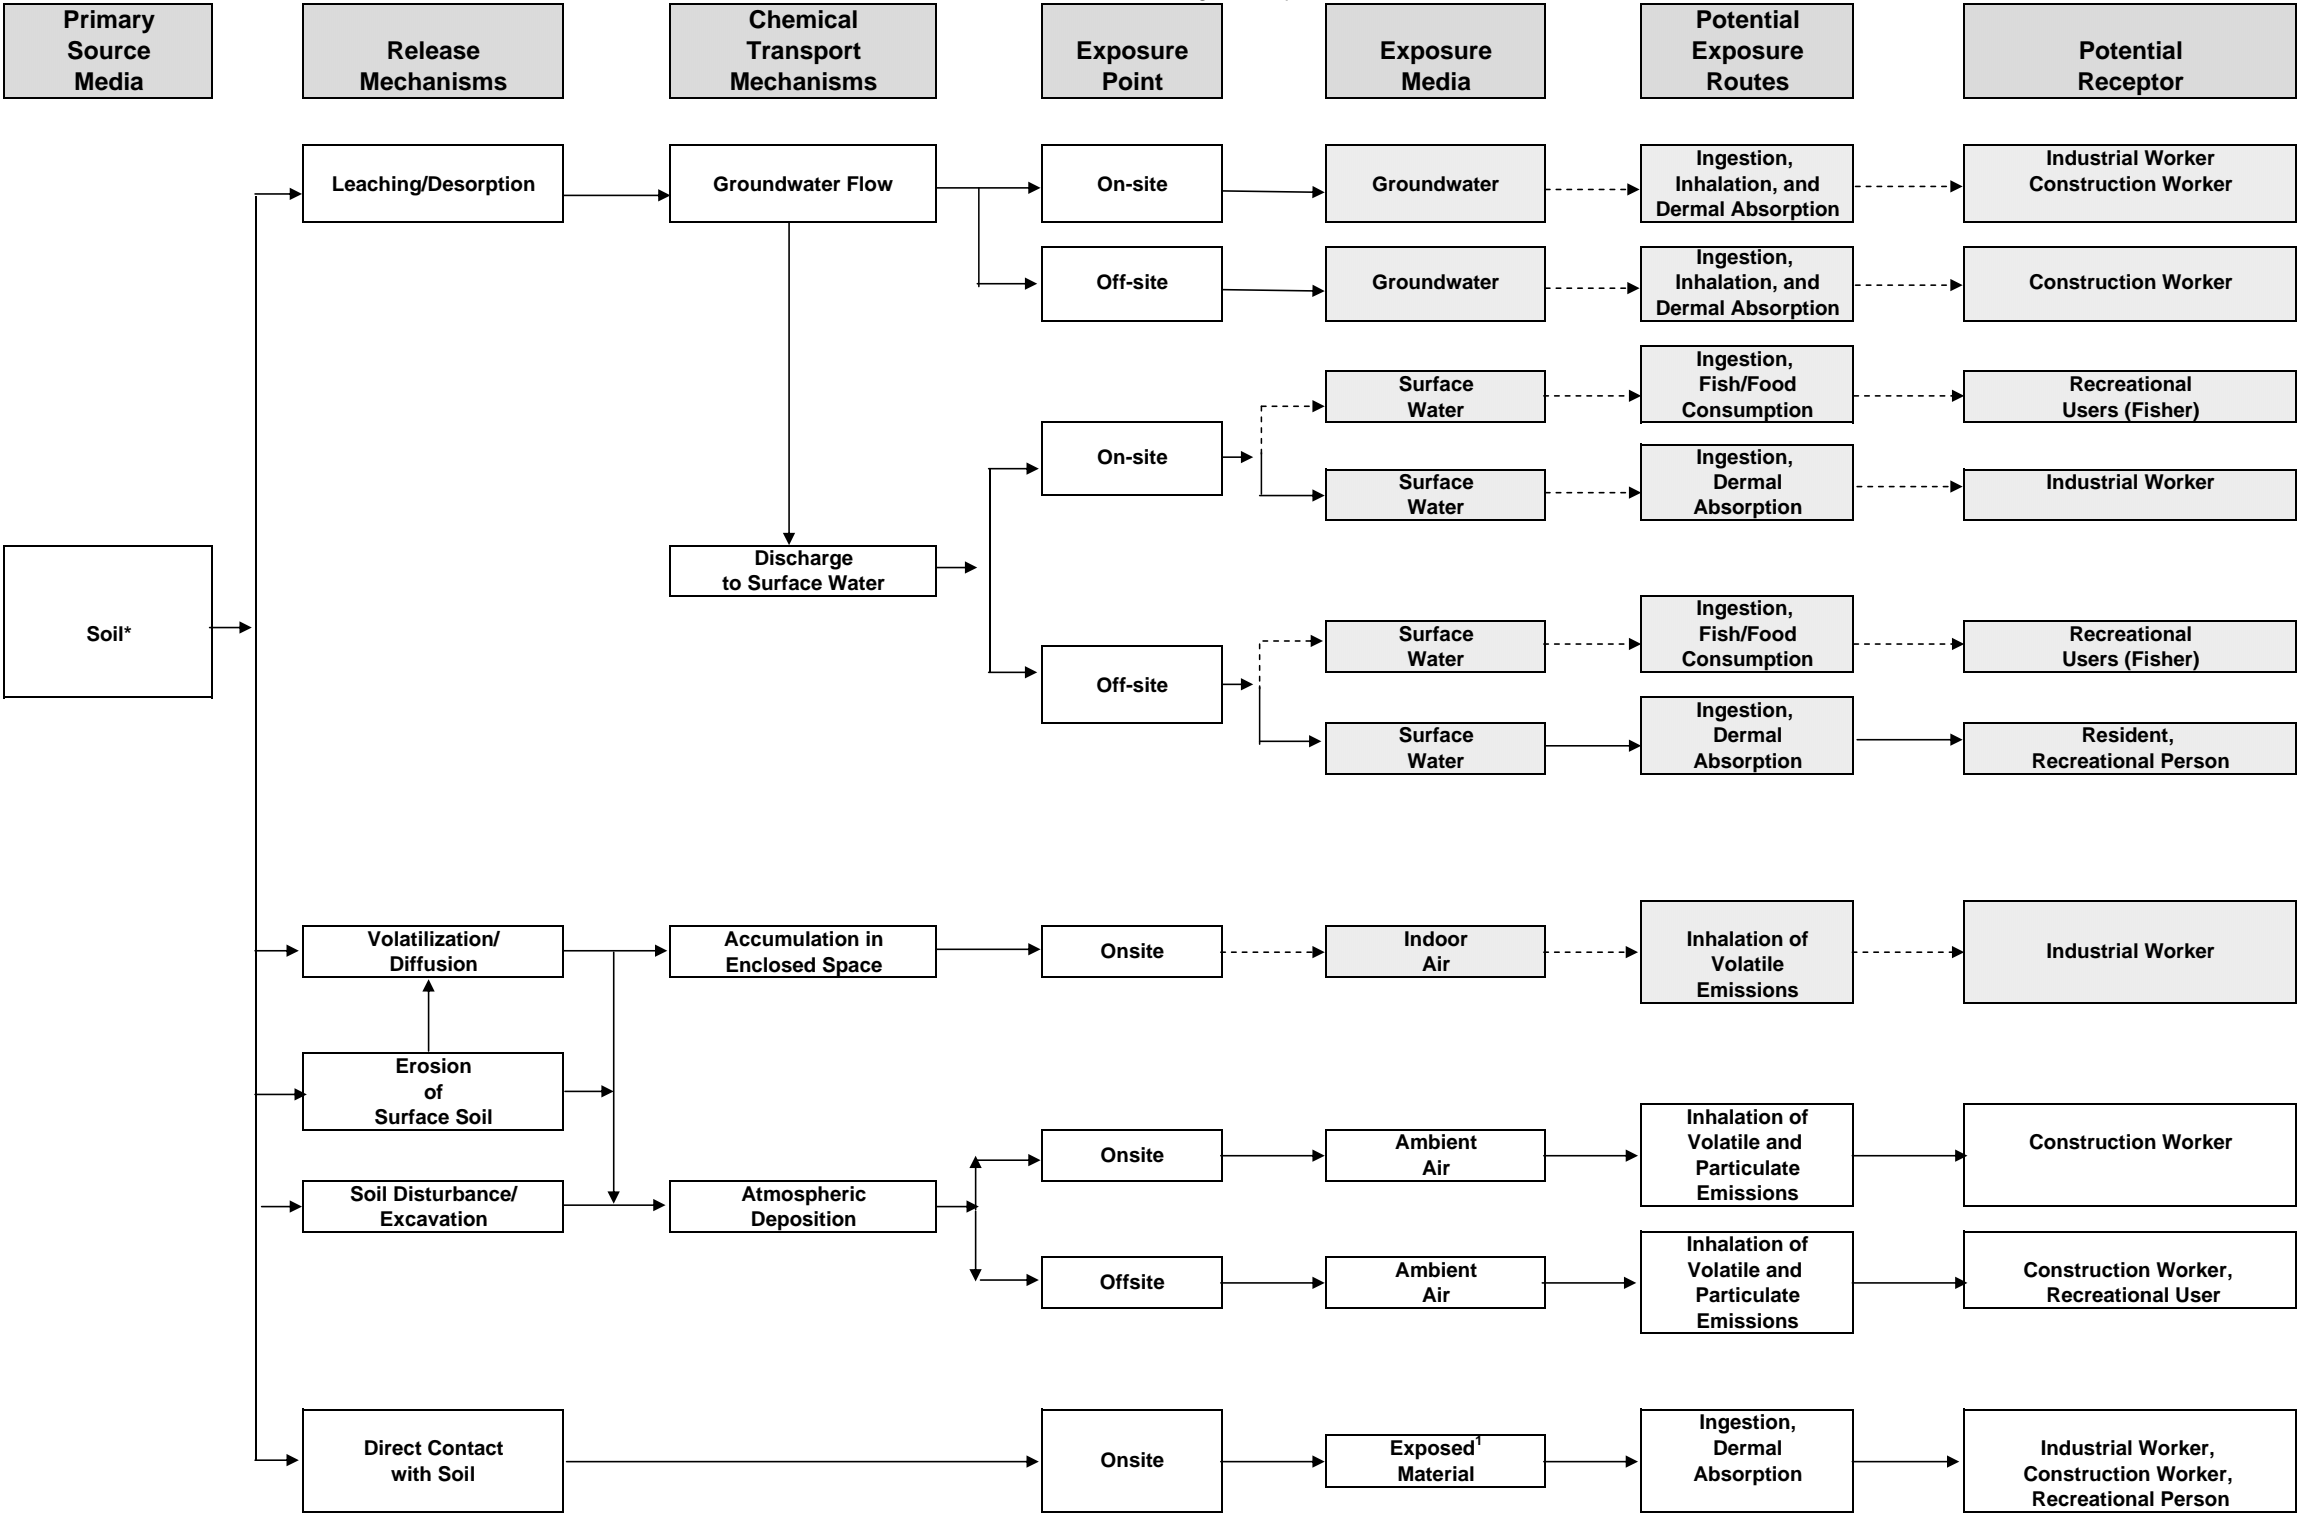 Primary
Source
Media
Release
Mechanisms
Chemical
Transport
Mechanisms
Exposure
Point
Exposure
Media
Potential
Exposure
Routes
Potential
Receptor
Leaching/Desorption
Groundwater Flow
On-site
Groundwater
Ingestion,
Inhalation, and
Dermal Absorption
Industrial Worker
Construction Worker
Off-site
Groundwater
Ingestion,
Inhalation, and
Dermal Absorption
Construction Worker
On-site
Surface
Water
Ingestion,
Fish/Food
Consumption
Recreational
Users (Fisher)
Surface
Water
Ingestion,
Dermal
Absorption
Industrial Worker
Discharge
to Surface Water
Soil*
Off-site
Surface
Water
Ingestion,
Fish/Food
Consumption
Recreational
Users (Fisher)
Surface
Water
Ingestion,
Dermal
Absorption
Resident,
Recreational Person
Volatilization/
Diffusion
Accumulation in
Enclosed Space
Onsite
Indoor
Air
Inhalation of
Volatile
Emissions
Industrial Worker
Erosion
of
Surface Soil
Onsite
Ambient
Air
Inhalation of
Volatile and
Particulate
Emissions
Construction Worker
Soil Disturbance/
Excavation
Atmospheric
Deposition
Offsite
Ambient
Air
Inhalation of
Volatile and
Particulate
Emissions
Construction Worker,
Recreational User
Direct Contact
with Soil
Onsite
Exposed¹
Material
Ingestion,
Dermal
Absorption
Industrial Worker,
Construction Worker,
Recreational Person